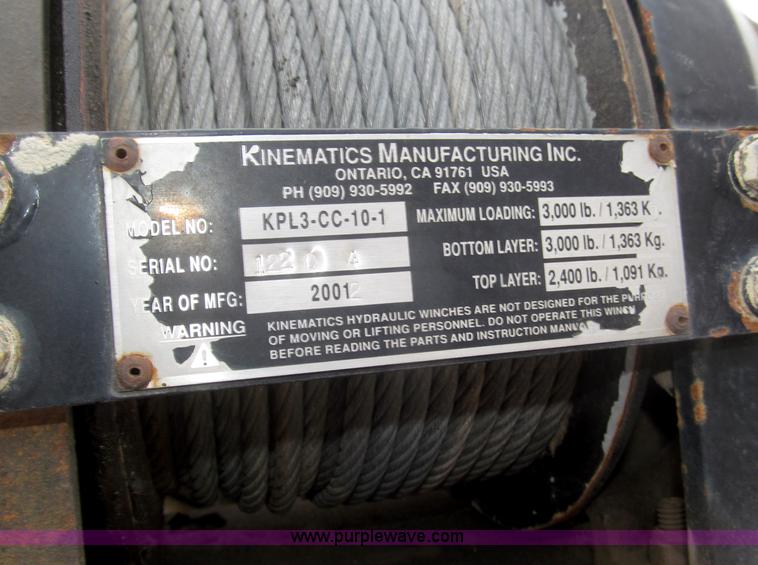 KINEMATICS MANUFACTURING INC.
ONTARIO, CA 91761 USA
PH (909) 930-5992 FAX (909) 930-5993
MODEL NO: KPL3-CC-10-1
MAXIMUM LOADING: 3,000 lb. / 1,363 K .
SERIAL NO: A
BOTTOM LAYER: 3,000 lb. / 1,363 Kg.
YEAR OF MFG:
TOP LAYER: 2,400 lb. / 1,091 Kg.
WARNING
KINEMATICS HYDRAULIC WINCHES ARE NOT DESIGNED FOR THE PURPOSE
OF MOVING OR LIFTING PERSONNEL. DO NOT OPERATE THIS WINCH
BEFORE READING THE PARTS AND INSTRUCTION MANUAL
www.purplewave.com